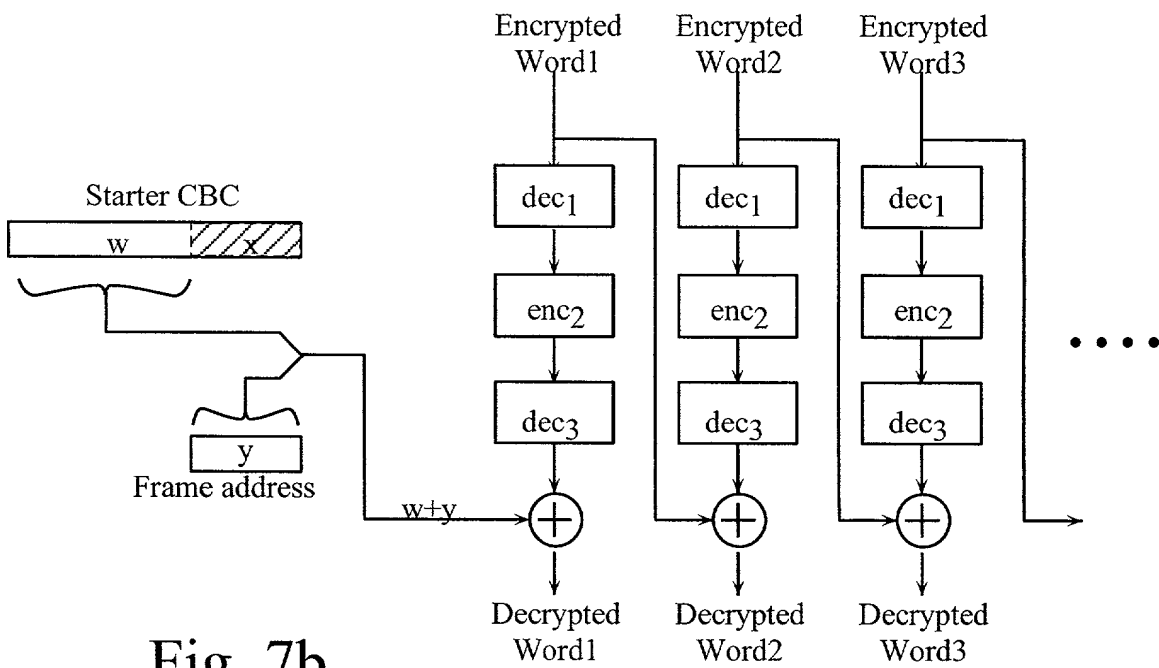 Encrypted
Word1
Encrypted
Word2
Encrypted
Word3
Starter CBC
w
x
dec1
dec1
dec1
enc2
enc2
enc2
dec3
dec3
dec3
y
Frame address
w+y
Decrypted
Word1
Decrypted
Word2
Decrypted
Word3
Fig. 7b